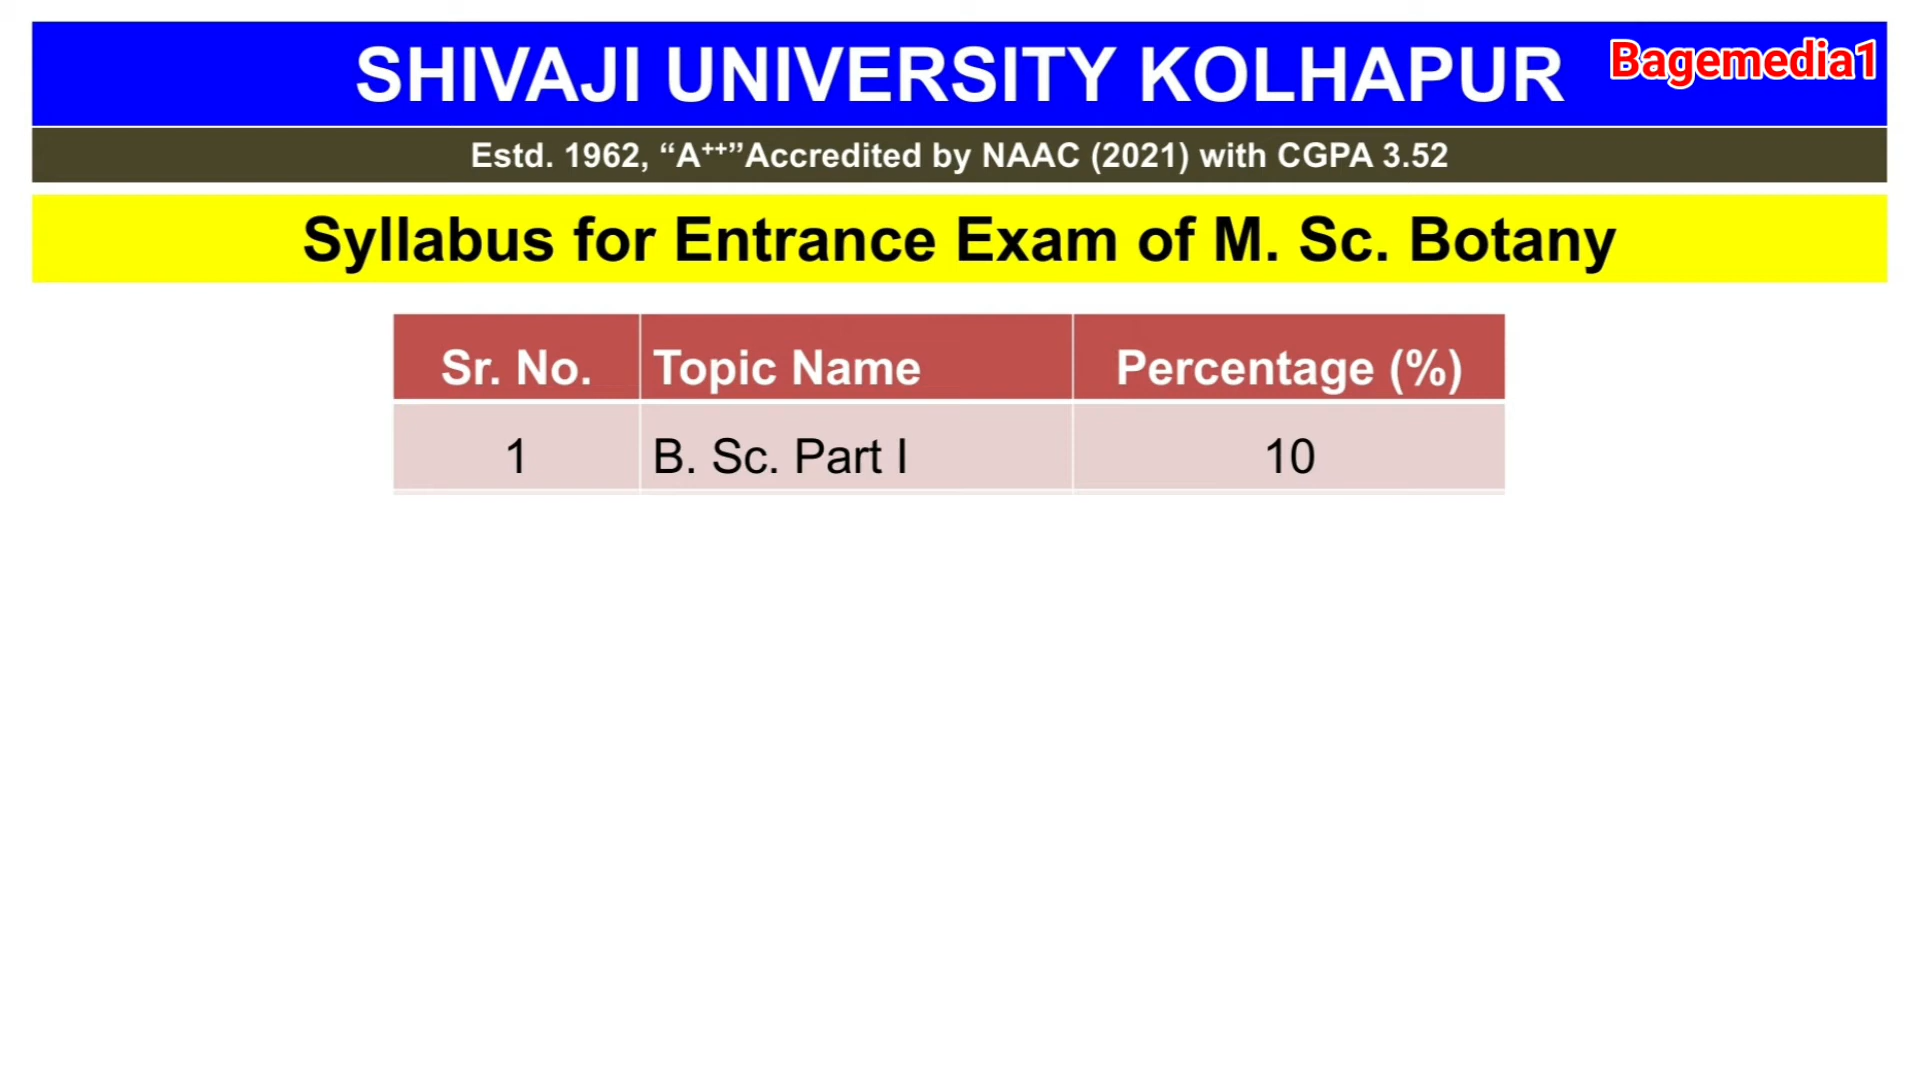 SHIVAJI UNIVERSITY KOLHAPUR
Bagemedia1
Estd. 1962, “A++”Accredited by NAAC (2021) with CGPA 3.52
Syllabus for Entrance Exam of M. Sc. Botany
Sr. No. Topic Name Percentage (%)
1 B. Sc. Part I 10